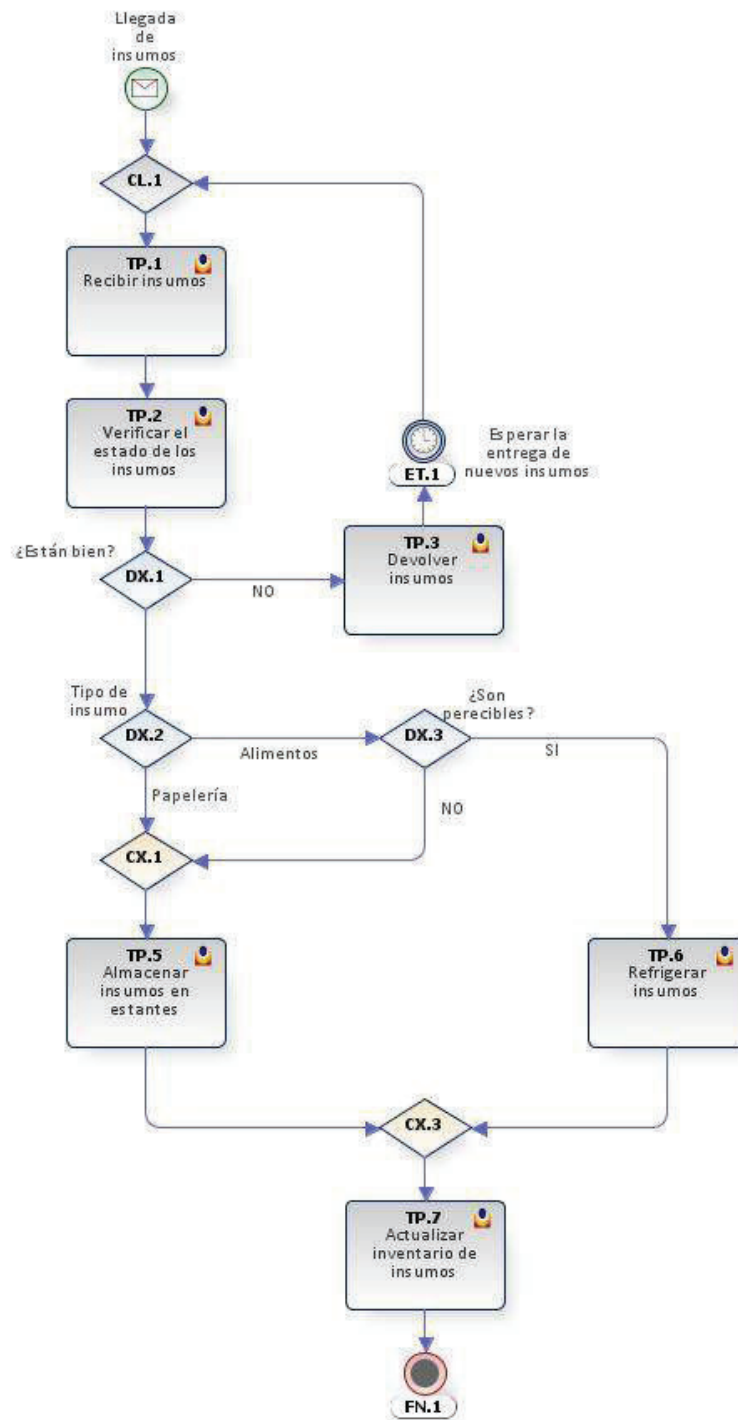 Llegada
de
insumos
CL.1
TP.1
Recibir insumos
TP.2
Verificar el
estado de los
insumos
Esperar la
entrega de
nuevos insumos
ET.1
¿Están bien?
DX.1
NO
TP.3
Devolver
insumos
Tipo de
insumo
DX.2
Alimentos
¿Son
perecibles?
DX.3
SI
Papelería
NO
CX.1
TP.5
Almacenar
insumos en
estantes
TP.6
Refrigerar
insumos
CX.3
TP.7
Actualizar
inventario de
insumos
FN.1